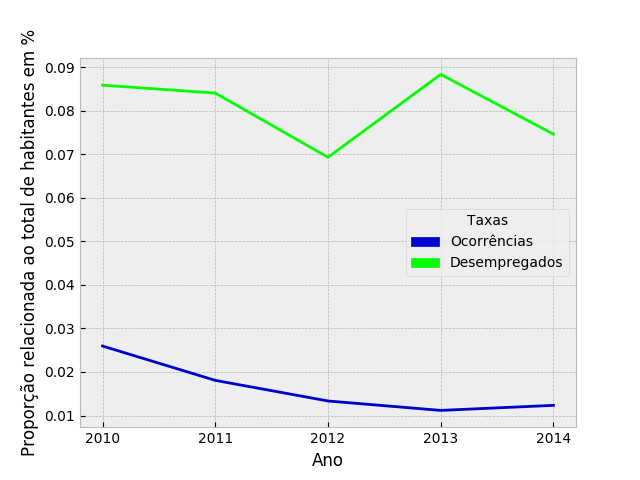 Proporção relacionada ao total de habitantes em %
0.09
0.08
0.07
0.06
0.05
0.04
0.03
0.02
0.01
Taxas
Ocorrências
Desempregados
2010 2011 2012 2013 2014
Ano